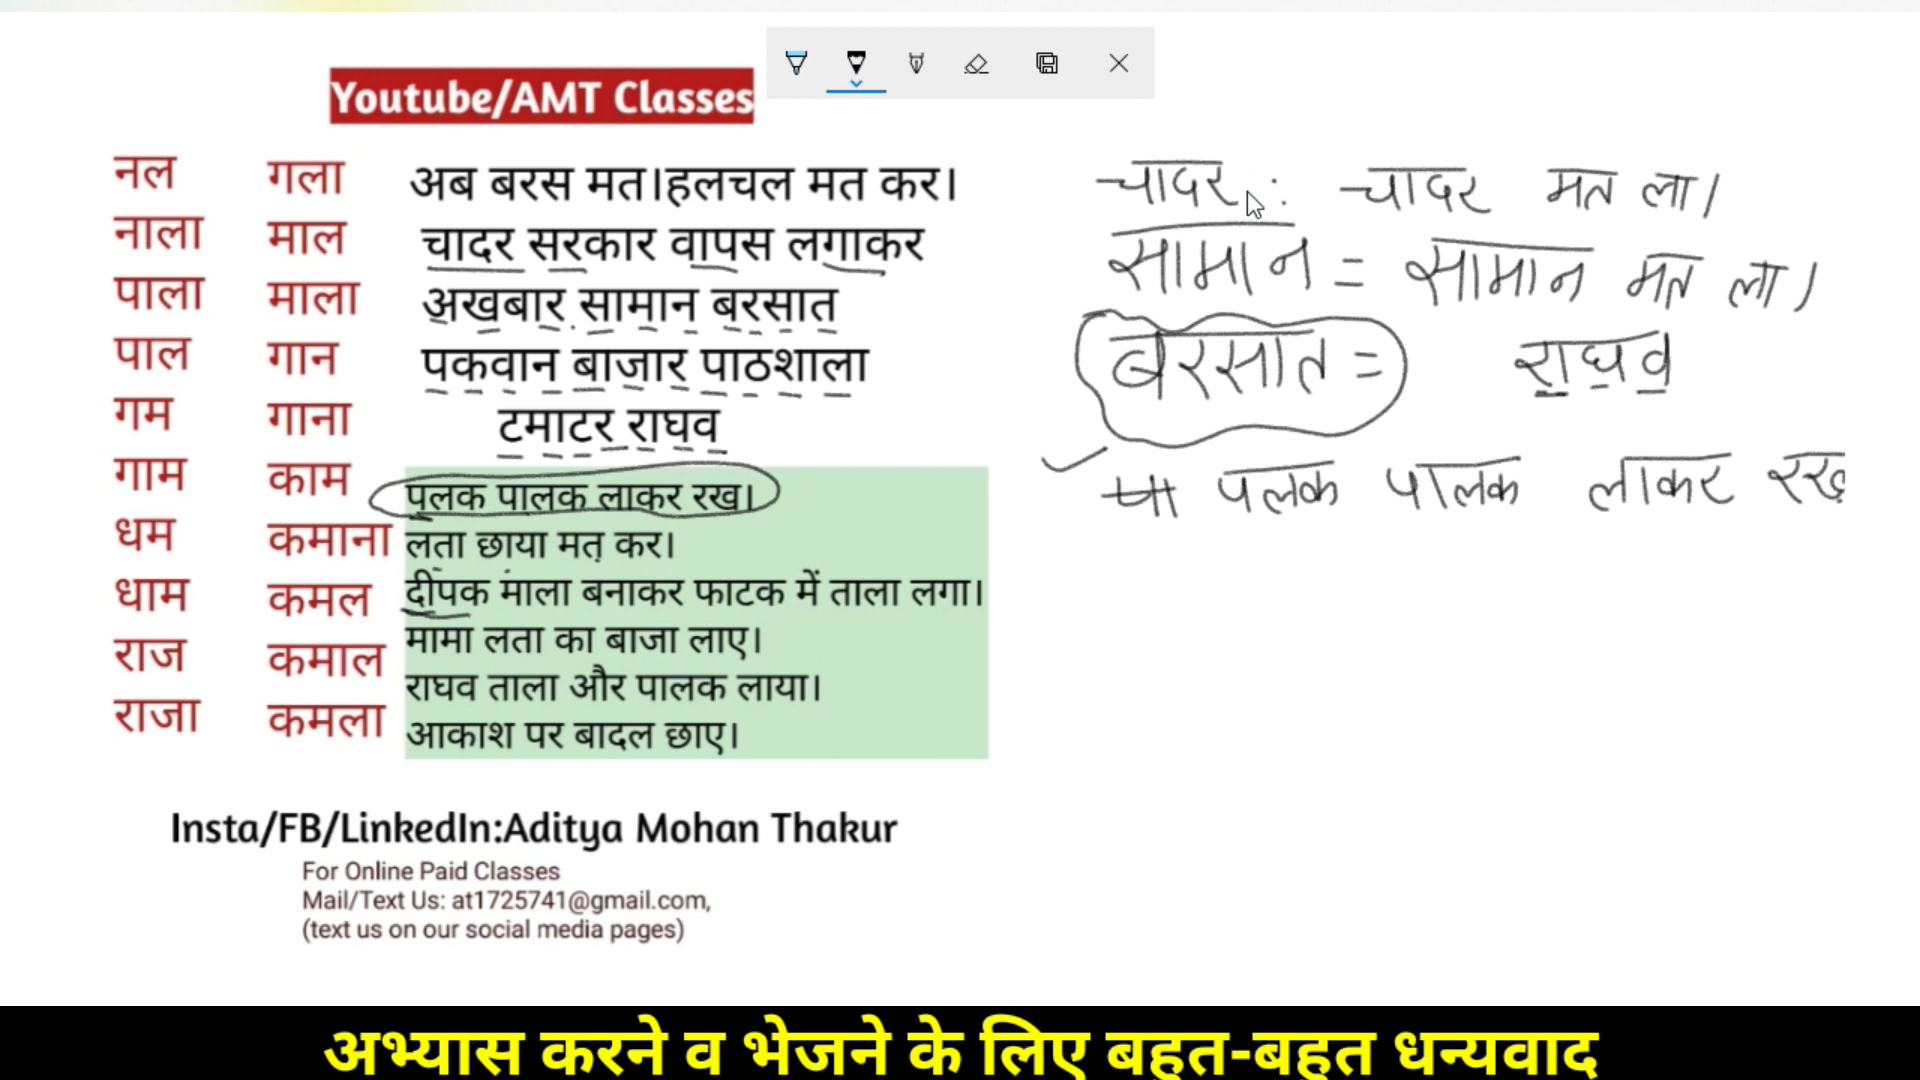 Youtube/AMT Classes
नल
नाला
पाला
पाल
गम
गाम
धम
धाम
राज
राजा
गला
माल
माला
गान
गाना
काम
कमाना
कमल
कमाल
कमला
अब बरस मत।हलचल मत कर।
चादर सरकार वापस लगाकर
अखबार सामान बरसात
पकवान बाजार पाठशाला
टमाटर राघव
पलक पालक लाकर रख।
लता छाया मत कर।
दीपक माला बनाकर फाटक में ताला लगा।
मामा लता का बाजा लाए।
राघव ताला और पालक लाया।
आकाश पर बादल छाए।
चादर : चादर मत ला।
सामान = सामान मत ला।
बरसात = राघव
पलक पालक लाकर रख
Insta/FB/LinkedIn:Aditya Mohan Thakur
For Online Paid Classes
Mail/Text Us: at1725741@gmail.com,
(text us on our social media pages)
अभ्यास करने व भेजने के लिए बहुत-बहुत धन्यवाद